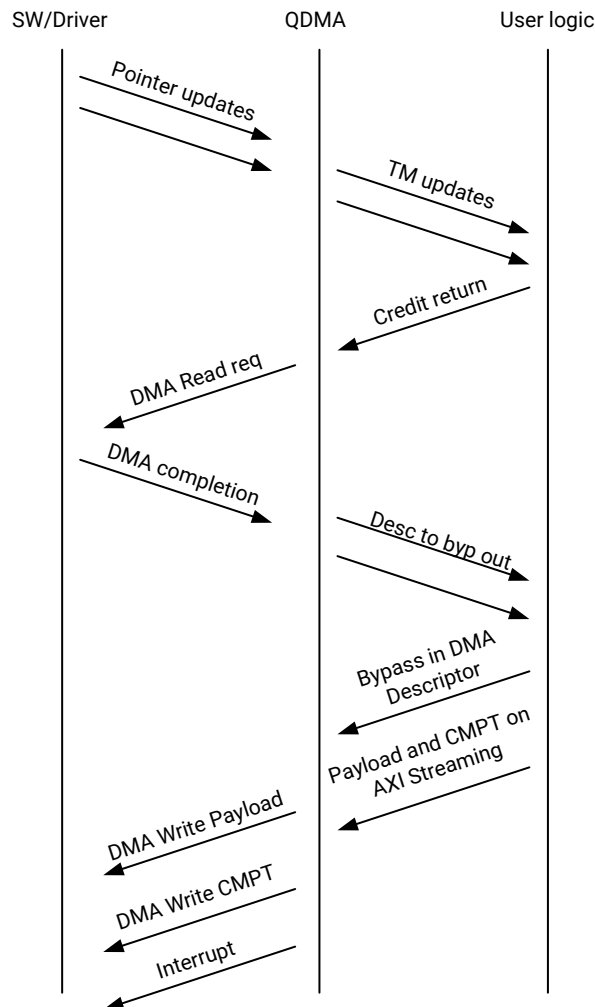 SW/Driver
QDMA
User logic
Pointer updates
TM updates
Credit return
DMA Read req
DMA completion
Desc to byp out
Bypass in DMA
Descriptor
Payload and CMPT on
AXI Streaming
DMA Write Payload
DMA Write CMPT
Interrupt